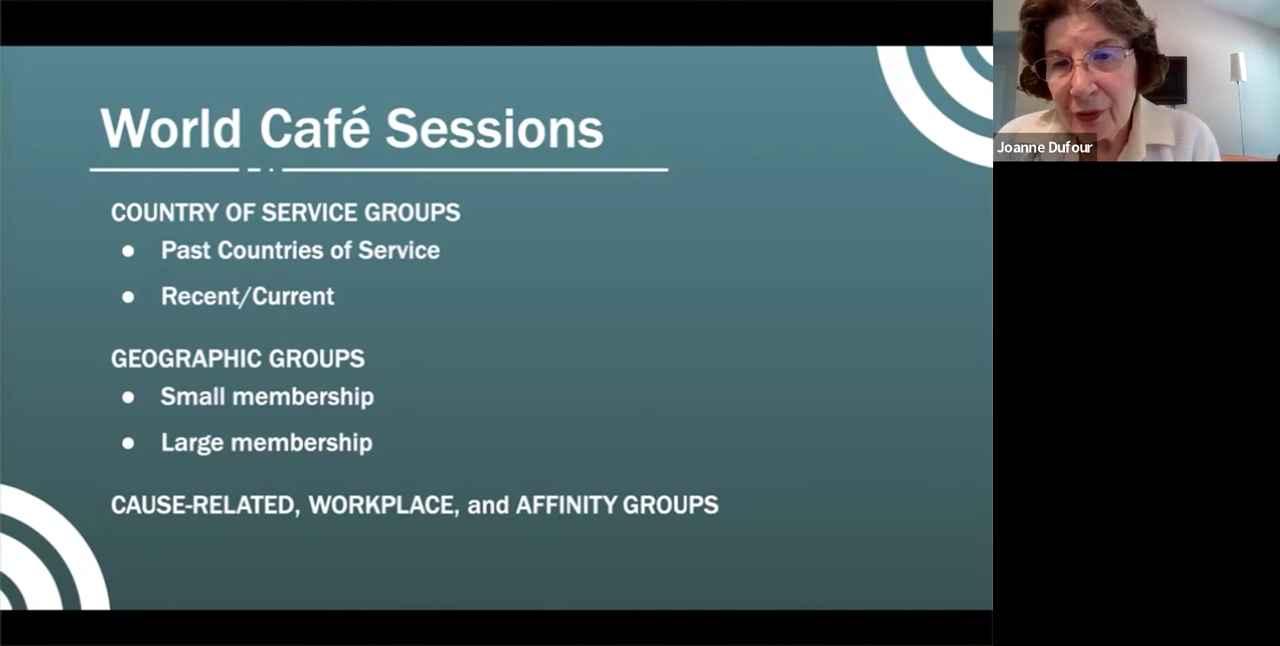 World Café Sessions
COUNTRY OF SERVICE GROUPS
● Past Countries of Service
● Recent/Current
GEOGRAPHIC GROUPS
● Small membership
● Large membership
CAUSE-RELATED, WORKPLACE, and AFFINITY GROUPS
Joanne Dufour